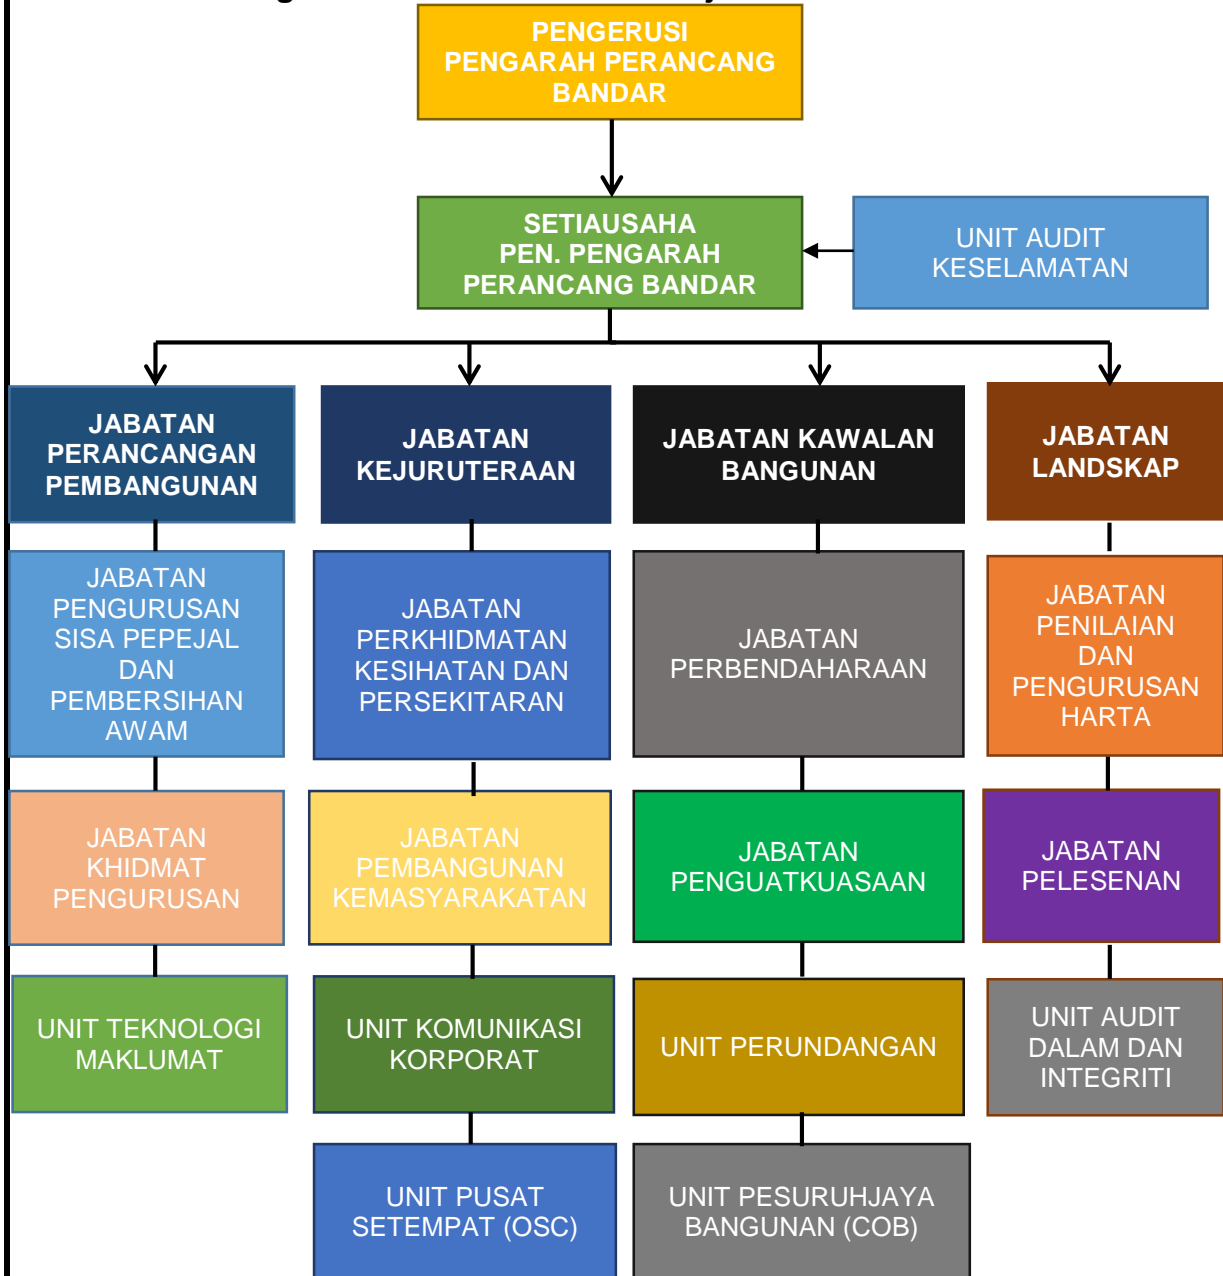 PENGERUSI
PENGARAH PERANCANG
BANDAR
SETIAUSAHA
PEN. PENGARAH
PERANCANG BANDAR
UNIT AUDIT
KESELAMATAN
JABATAN
PERANCANGAN
PEMBANGUNAN
JABATAN
KEJURUTERAAN
JABATAN KAWALAN
BANGUNAN
JABATAN
LANDSKAP
JABATAN
PENGURUSAN
SISA PEPEJAL
DAN
PEMBERSIHAN
AWAM
JABATAN
PERKHIDMATAN
KESIHATAN DAN
PERSEKITARAN
JABATAN
PERBENDAHARAAN
JABATAN
PENILAIAN
DAN
PENGURUSAN
HARTA
JABATAN
KHIDMAT
PENGURUSAN
JABATAN
PEMBANGUNAN
KEMASYARAKATAN
JABATAN
PENGUATKUASAAN
JABATAN
PELESENAN
UNIT TEKNOLOGI
MAKLUMAT
UNIT KOMUNIKASI
KORPORAT
UNIT PERUNDANGAN
UNIT AUDIT
DALAM DAN
INTEGRITI
UNIT PUSAT
SETEMPAT (OSC)
UNIT PESURUHJAYA
BANGUNAN (COB)